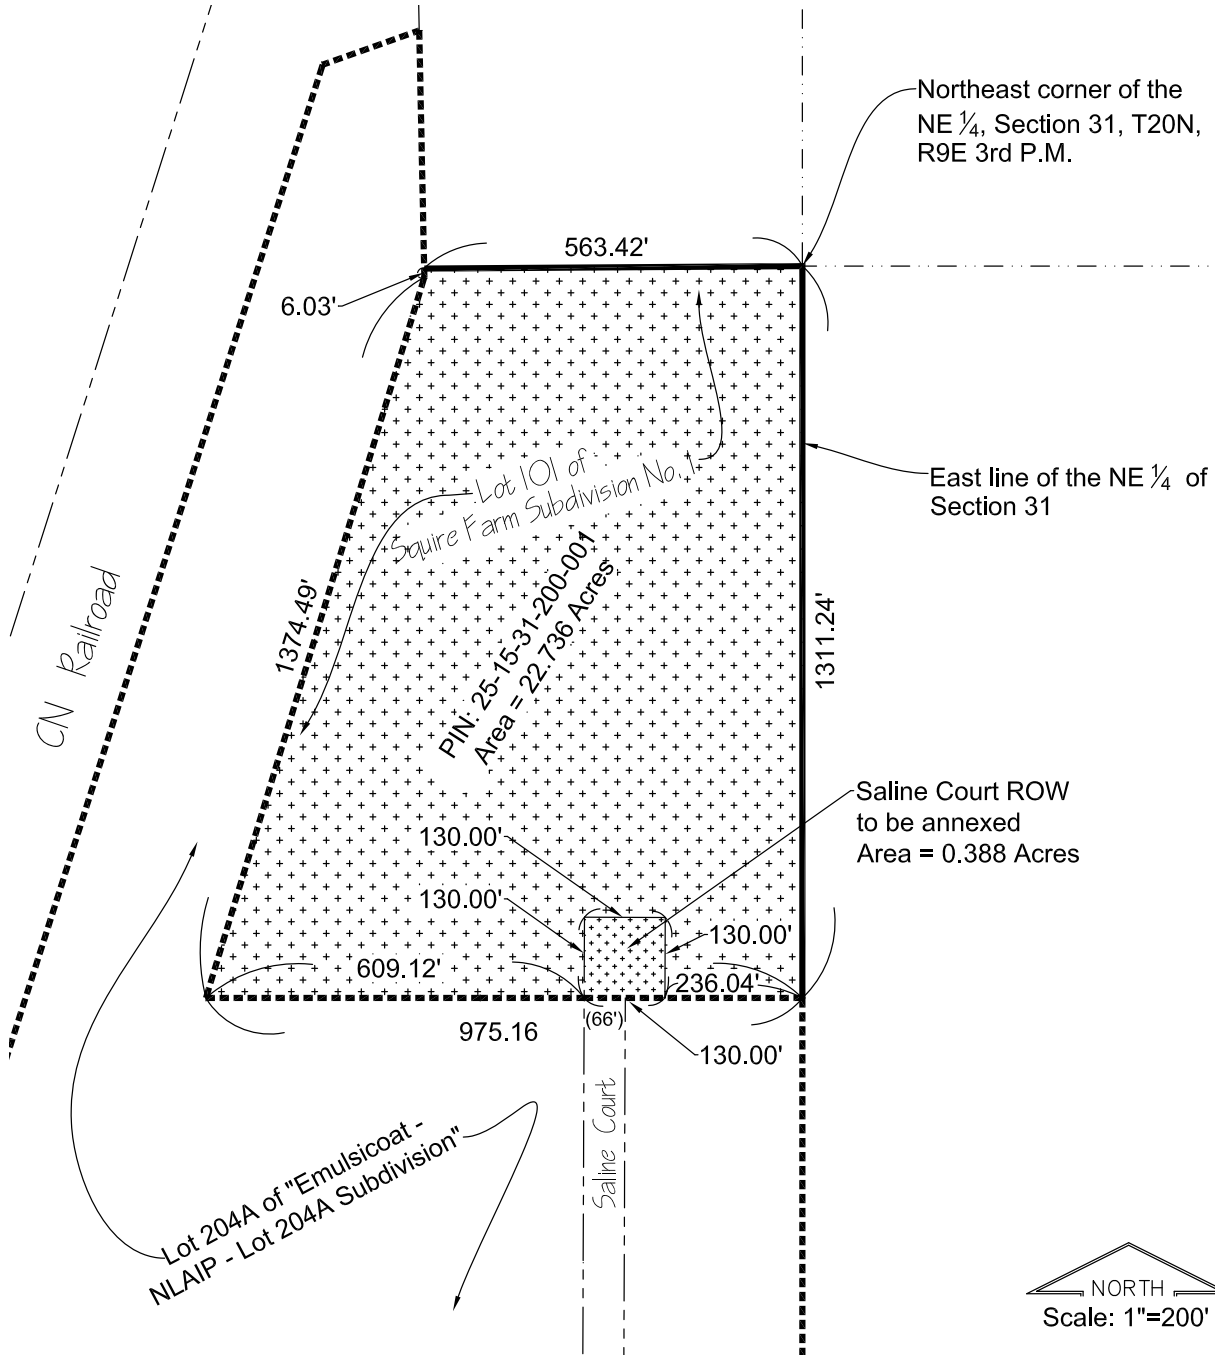 Northeast corner of the
NE ¼, Section 31, T20N,
R9E 3rd P.M.
563.42'
6.03'
East line of the NE ¼ of
Section 31
Lot 101 of
Squire Farm Subdivision No. 1
PIN: 25-15-31-200-001
Area = 22.736 Acres
1374.49'
1311.24'
CN Railroad
Saline Court ROW
to be annexed
Area = 0.388 Acres
130.00'
130.00'
130.00'
609.12'
236.04'
975.16
(66')
130.00'
Saline Court
Lot 204A of "Emulsicoat -
NLAIP - Lot 204A Subdivision"
NORTH
Scale: 1"=200'